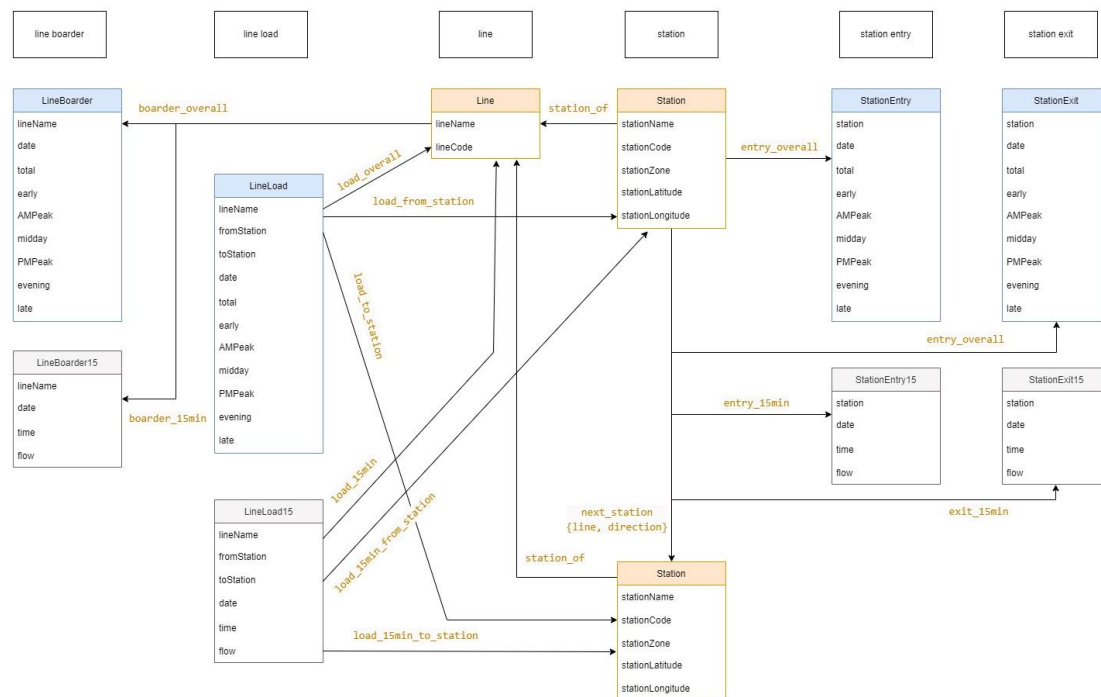 line boarder
line load
line
station
station entry
station exit
LineBoarder
lineName
date
total
early
AMPeak
midday
PMPeak
evening
late
boarder_overall
Line
lineName
lineCode
station_of
Station
stationName
stationCode
stationZone
stationLatitude
stationLongitude
entry_overall
StationEntry
station
date
total
early
AMPeak
midday
PMPeak
evening
late
StationExit
station
date
total
early
AMPeak
midday
PMPeak
evening
late
load_overall
load_from_station
LineLoad
lineName
fromStation
toStation
date
total
early
AMPeak
midday
PMPeak
evening
late
load_to_station
entry_overall
LineBoarder15
lineName
date
time
flow
boarder_15min
StationEntry15
station
date
time
flow
StationExit15
station
date
time
flow
entry_15min
exit_15min
load_15min
load_15min_from_station
next_station
{line, direction}
station_of
LineLoad15
lineName
fromStation
toStation
date
time
flow
load_15min_to_station
Station
stationName
stationCode
stationZone
stationLatitude
stationLongitude